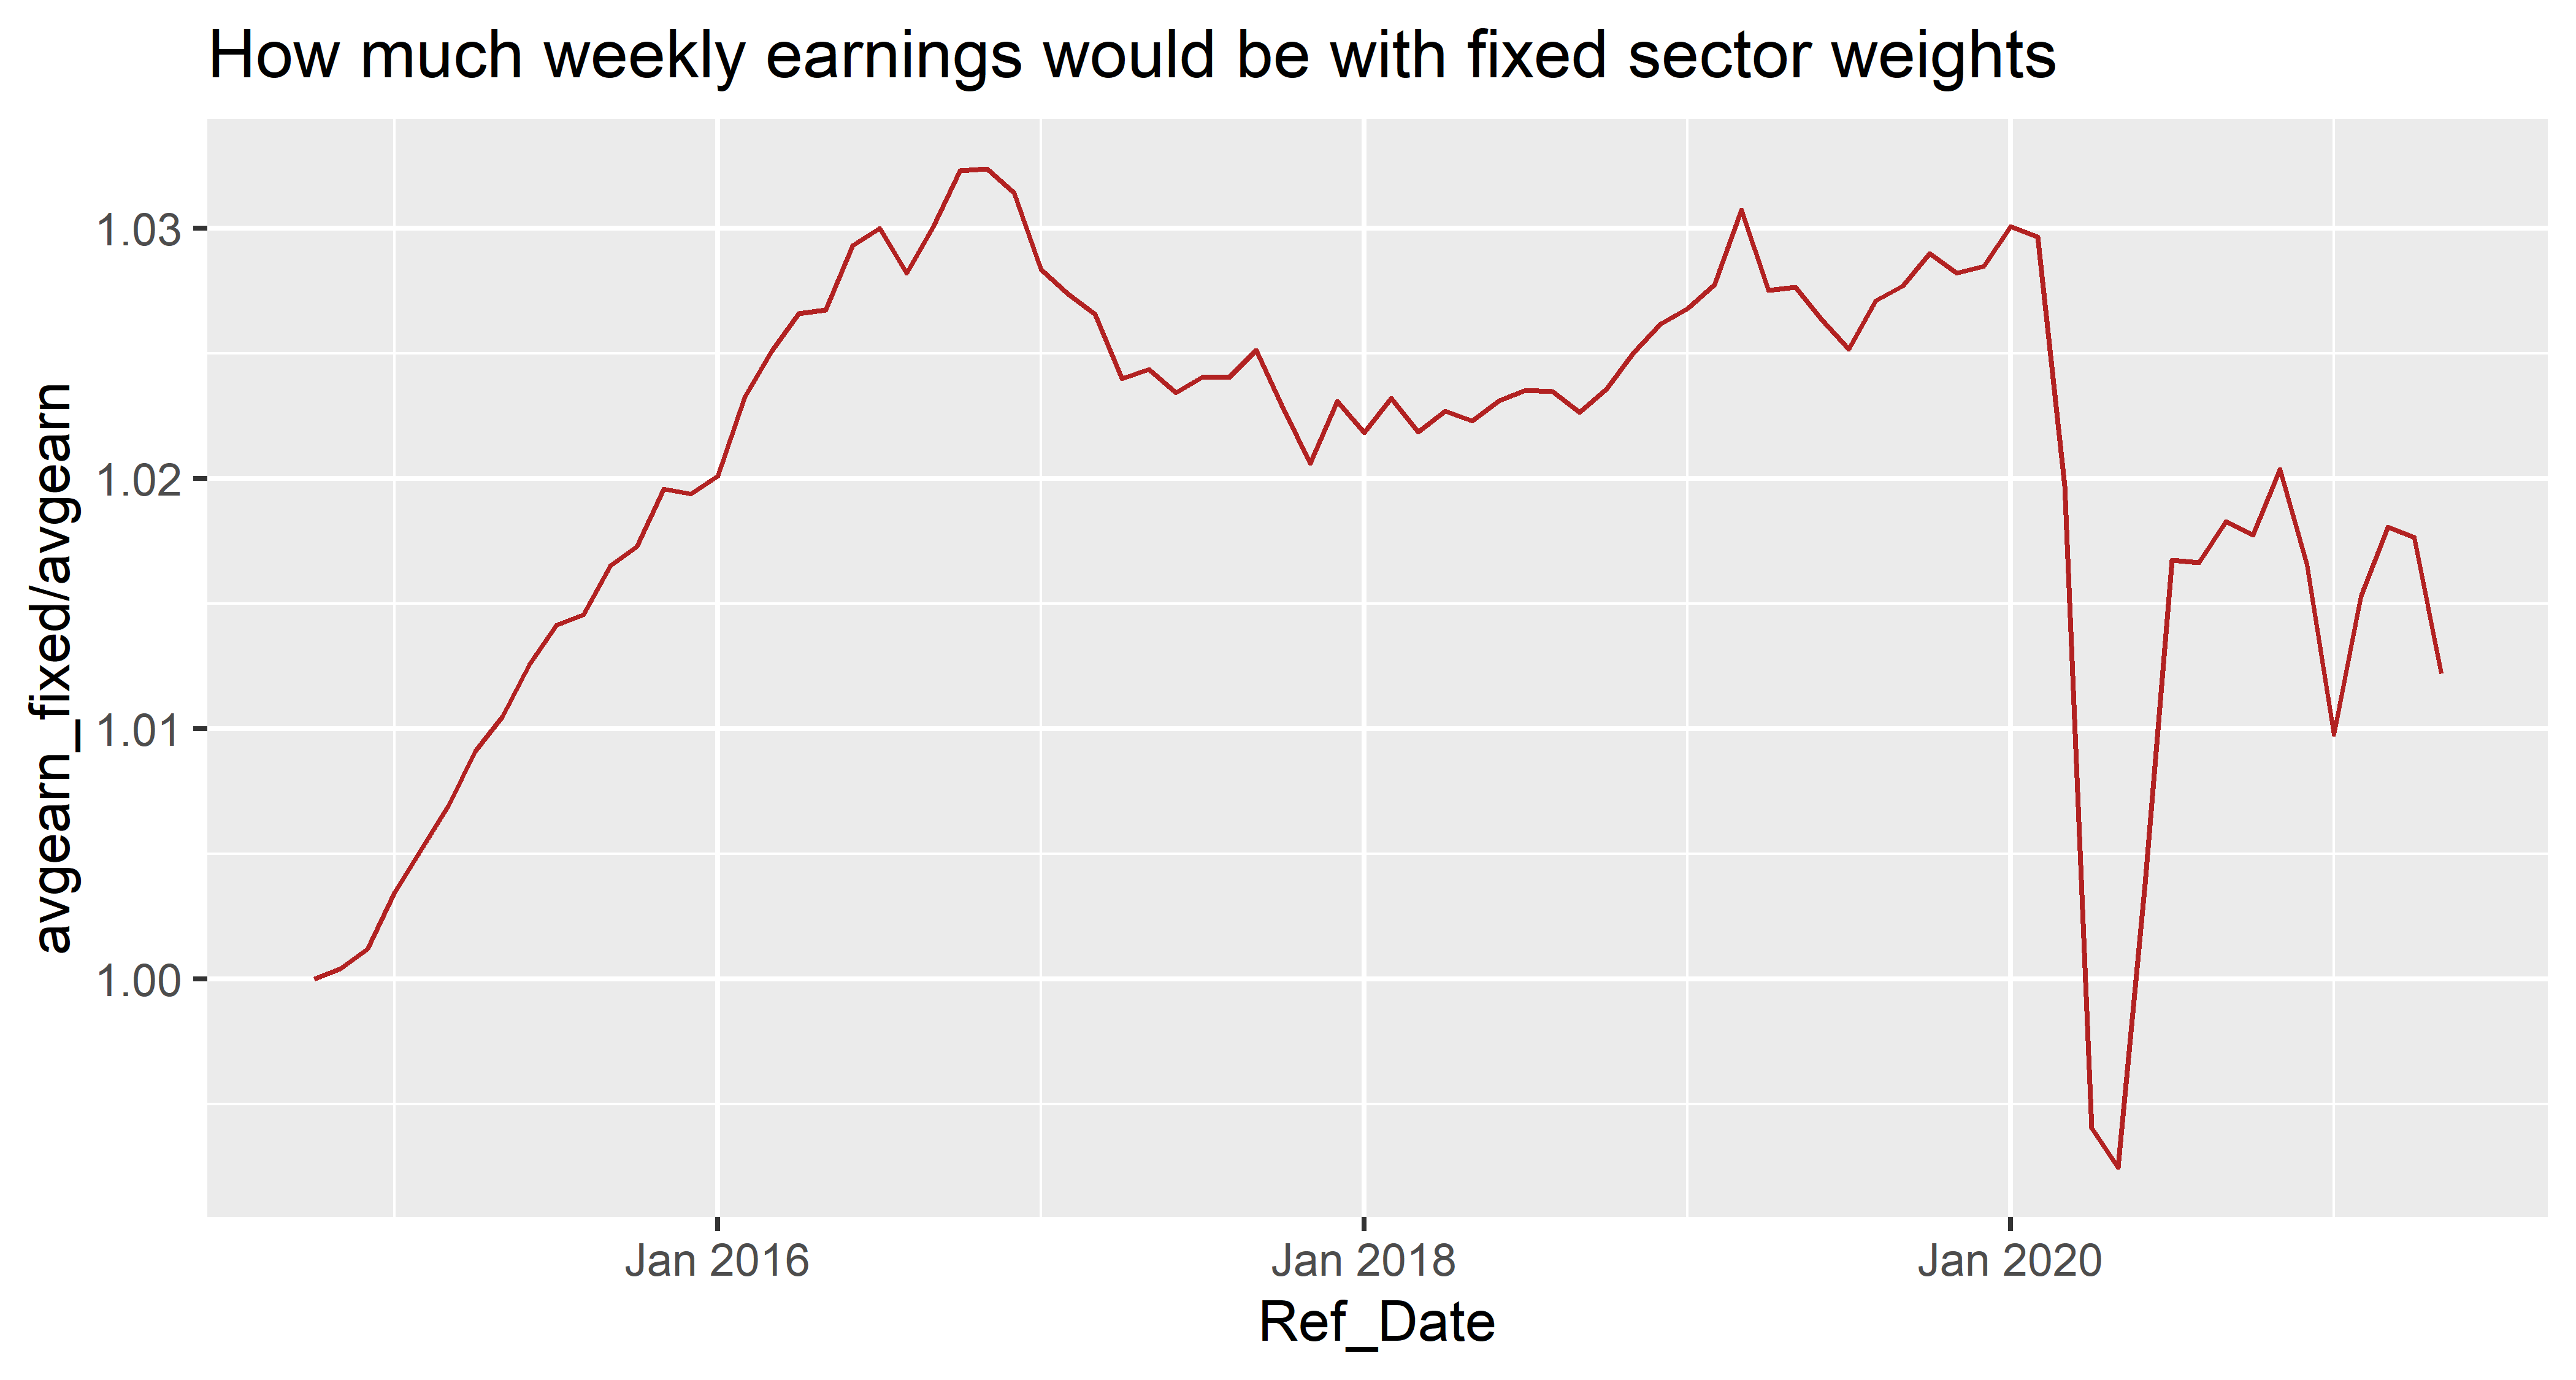 How much weekly earnings would be with fixed sector weights
avgearn_fixed/avgearn
1.03
1.02
1.01
1.00
Jan 2016
Jan 2018
Jan 2020
Ref_Date